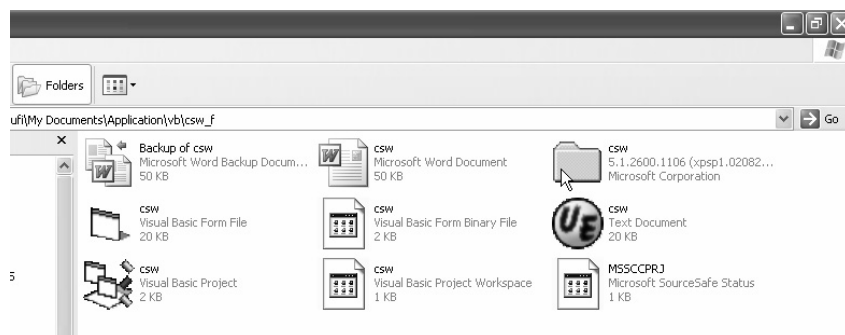 Folders
ufi\My Documents\Application\vb\csw_f
Go
x
Backup of csw
Microsoft Word Backup Docum...
50 KB
csw
Microsoft Word Document
50 KB
csw
5.1.2600.1106 (xpsp1.02082...
Microsoft Corporation
csw
Visual Basic Form File
20 KB
csw
Visual Basic Form Binary File
2 KB
UE
csw
Text Document
20 KB
5
csw
Visual Basic Project
2 KB
csw
Visual Basic Project Workspace
1 KB
MSSCCPRJ
Microsoft SourceSafe Status
1 KB